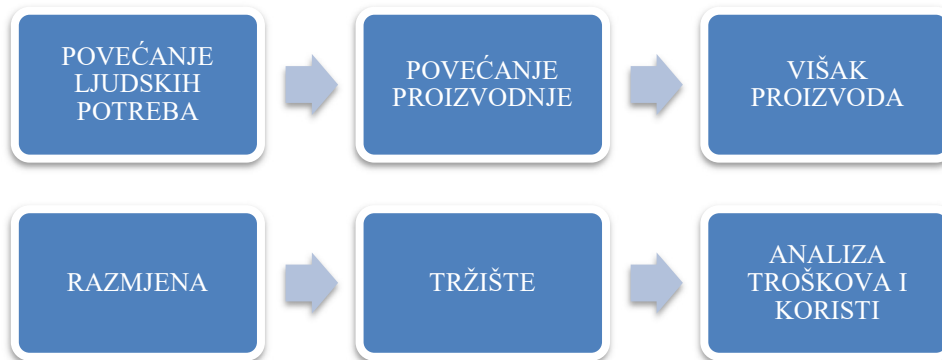 POVEĆANJE
LJUDSKIH
POTREBA
POVEĆANJE
PROIZVODNJE
VIŠAK
PROIZVODA
RAZMJENA
TRŽIŠTE
ANALIZA
TROŠKOVA I
KORISTI